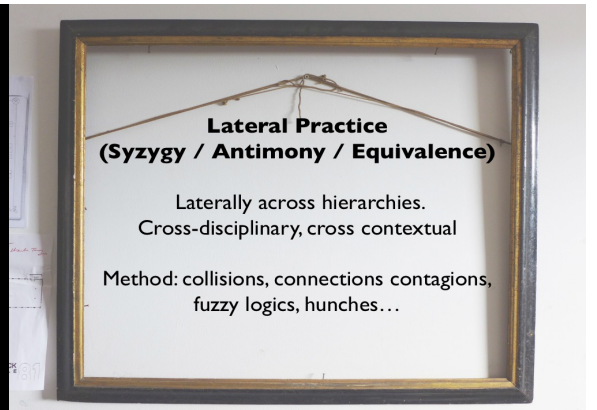 Lateral Practice
(Syzygy / Antimony / Equivalence)
Laterally across hierarchies.
Cross-disciplinary, cross contextual
Method: collisions, connections contagions,
fuzzy logics, hunches…